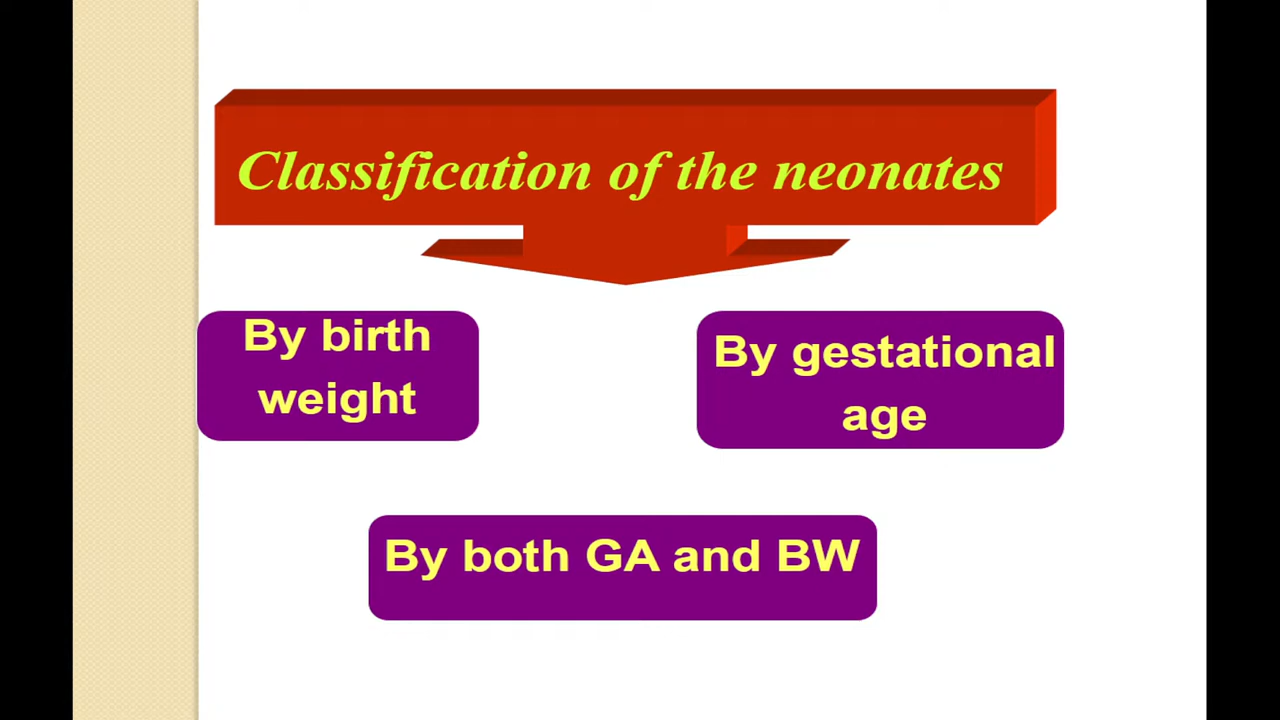 Classification of the neonates
By birth
weight
By gestational
age
By both GA and BW